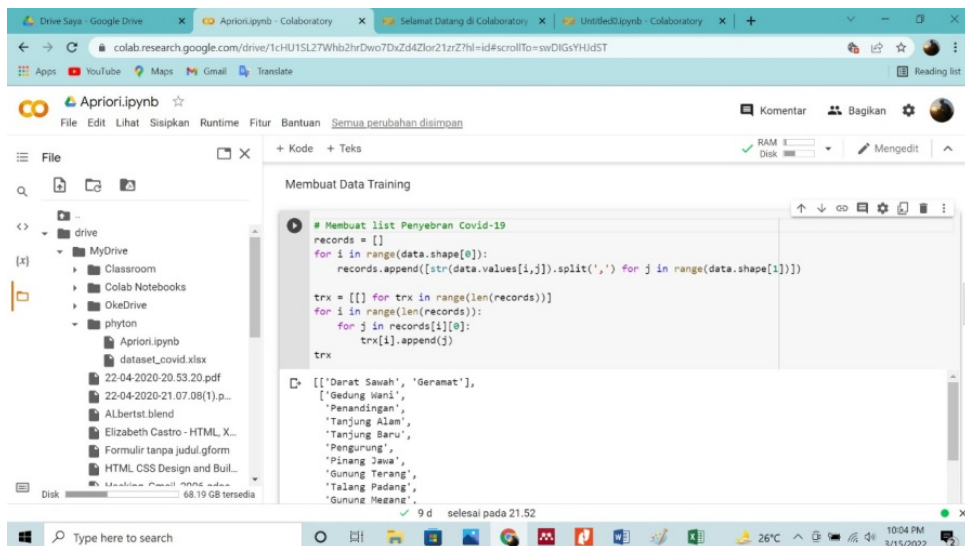 Drive Saya - Google Drive
Apriori.ipynb - Colaboratory
Selamat Datang di Colaboratory
Untitled0.ipynb - Colaboratory
colab.research.google.com/drive/1cHU1SL27Whb2hrDwo7DxZd4Zlor21zrZ?hl=id#scrollTo=swDIGsYHJdST
Apps YouTube Maps Gmail Translate Reading list
CO Apriori.ipynb Komentar Bagikan
File Edit Lihat Sisipkan Runtime Fitur Bantuan Semua perubahan disimpan
File + Kode + Teks RAM Disk Mengedit
Membuat Data Training
..
drive
MyDrive
Classroom
Colab Notebooks
OkeDrive
phyton
Apriori.ipynb
dataset_covid.xlsx
22-04-2020-20.53.20.pdf
22-04-2020-21.07.08(1).p...
ALbertst.blend
Elizabeth Castro - HTML, X...
Formulir tanpa judul.gform
HTML CSS Design and Buil...
Disk 68.19 GB tersedia
# Membuat list Penyebran Covid-19
records = []
for i in range(data.shape[0]):
    records.append([str(data.values[i,j]).split(',') for j in range(data.shape[1])])
trx = [[] for trx in range(len(records))]
for i in range(len(records)):
    for j in records[i][0]:
        trx[i].append(j)
trx
[['Darat Sawah', 'Geramat'],
['Gedung Wani',
'Penandingan',
'Tanjung Alam',
'Tanjung Baru',
'Pengurung',
'Pinang Jawa',
'Gunung Terang',
'Talang Padang',
'Gunung Megang',
9 d selesai pada 21.52
Type here to search 26°C 10:04 PM
3/15/2022